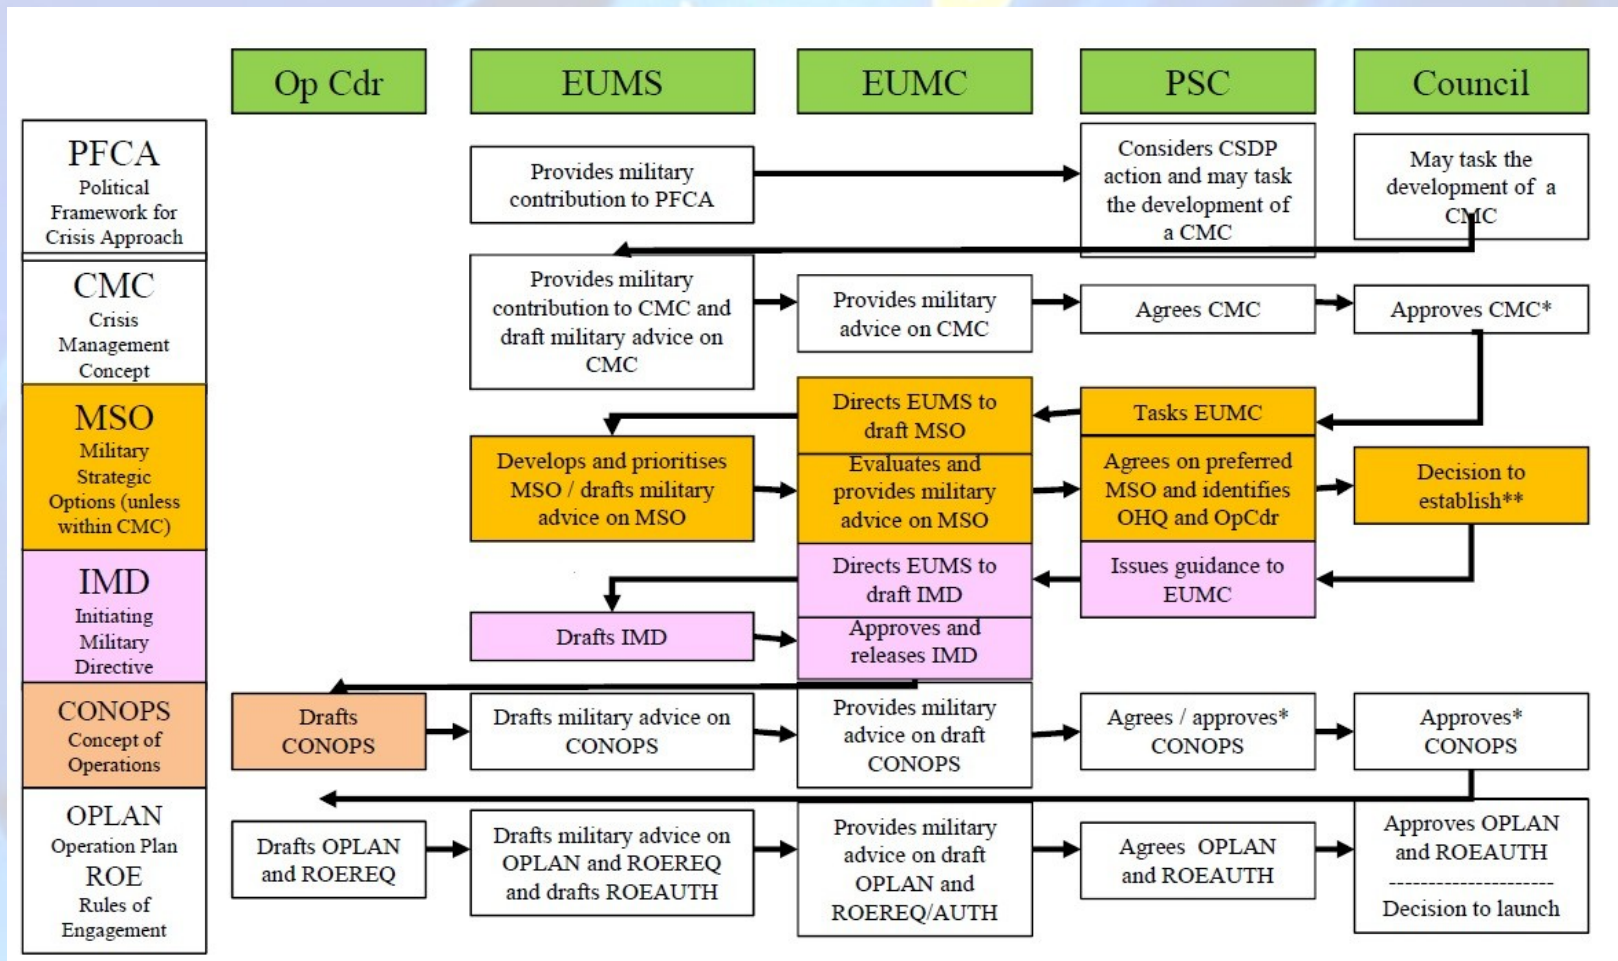 Op Cdr
EUMS
EUMC
PSC
Council
PFCA
Political
Framework for
Crisis Approach
Provides military
contribution to PFCA
Considers CSDP
action and may task
the development of
a CMC
May task the
development of a
CMC
CMC
Crisis
Management
Concept
Provides military
contribution to CMC and
draft military advice on
CMC
Provides military
advice on CMC
Agrees CMC
Approves CMC*
MSO
Military
Strategic
Options (unless
within CMC)
Directs EUMS to
draft MSO
Tasks EUMC
Develops and prioritises
MSO / drafts military
advice on MSO
Evaluates and
provides military
advice on MSO
Agrees on preferred
MSO and identifies
OHQ and OpCdr
Decision to
establish**
IMD
Initiating
Military
Directive
Directs EUMS to
draft IMD
Issues guidance to
EUMC
Drafts IMD
Approves and
releases IMD
CONOPS
Concept of
Operations
Drafts
CONOPS
Drafts military advice on
CONOPS
Provides military
advice on draft
CONOPS
Agrees / approves*
CONOPS
Approves*
CONOPS
OPLAN
Operation Plan
ROE
Rules of
Engagement
Drafts OPLAN
and ROEREQ
Drafts military advice on
OPLAN and ROEREQ
and drafts ROEAUTH
Provides military
advice on draft
OPLAN and
ROEREQ/AUTH
Agrees OPLAN
and ROEAUTH
Approves OPLAN
and ROEAUTH
---------------------
Decision to launch